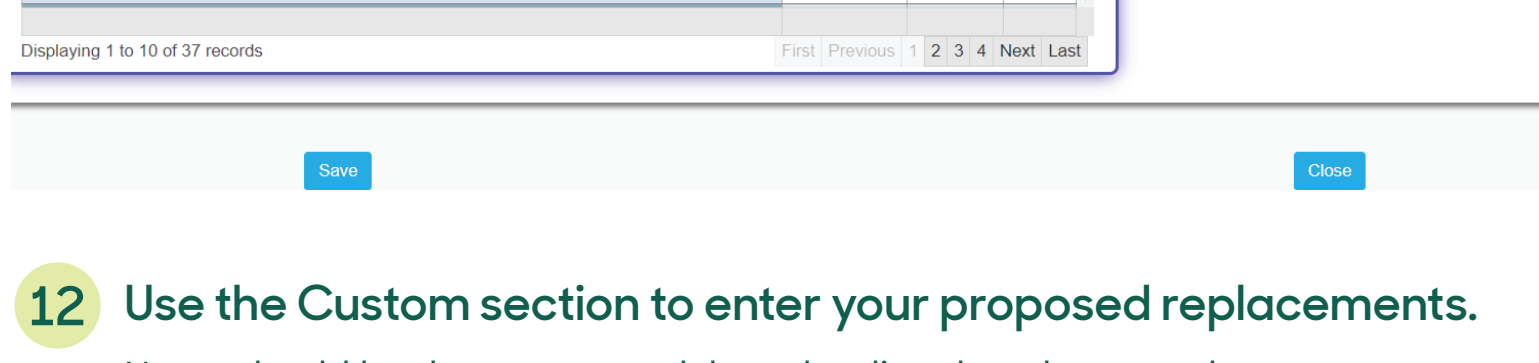 Displaying 1 to 10 of 37 records
First Previous 1 2 3 4 Next Last
Save
Close
12 Use the Custom section to enter your proposed replacements.